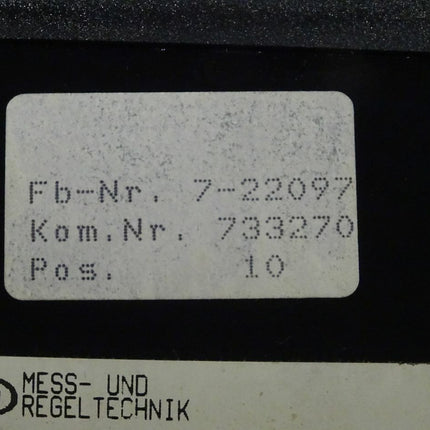 Fb-Nr. 7-22097
Kom.Nr. 733270
Pos. 10
MESS- UND
REGELTECHNIK